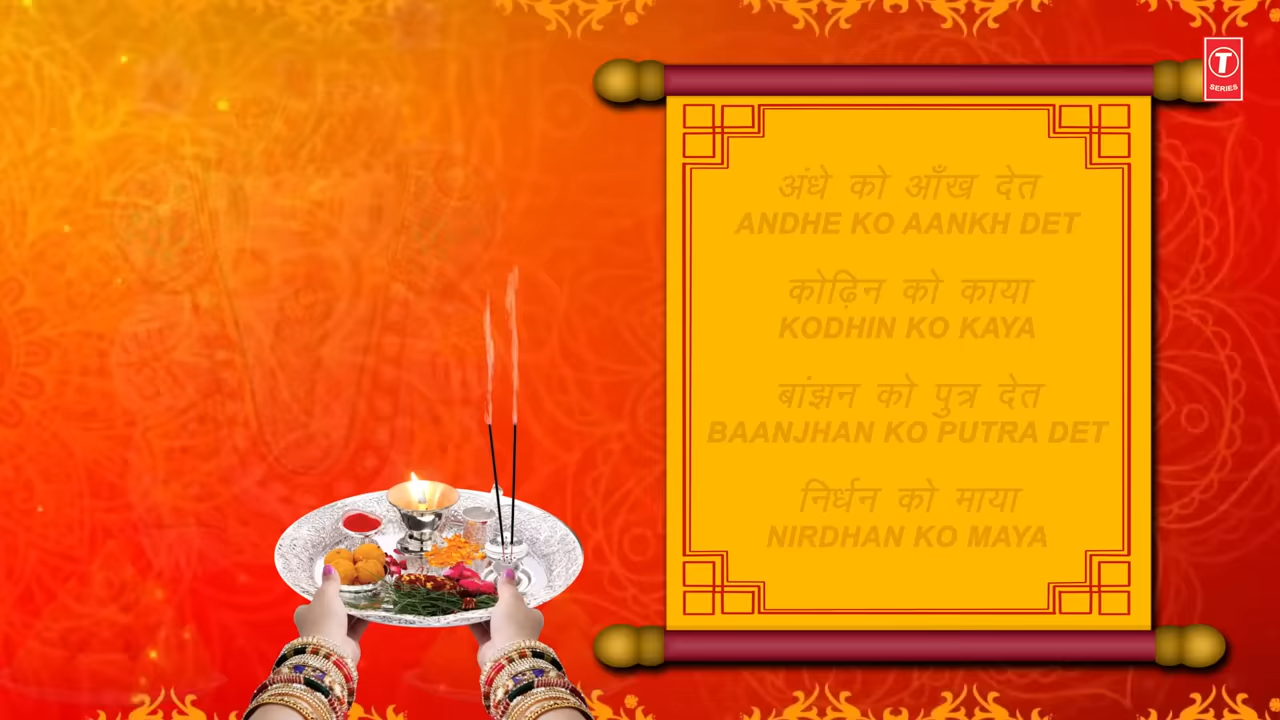 T
SERIES
अंधे को आँख देत
ANDHE KO AANKH DET
कोढ़िन को काया
KODHIN KO KAYA
बांझन को पुत्र देत
BAANJHAN KO PUTRA DET
निर्धन को माया
NIRDHAN KO MAYA